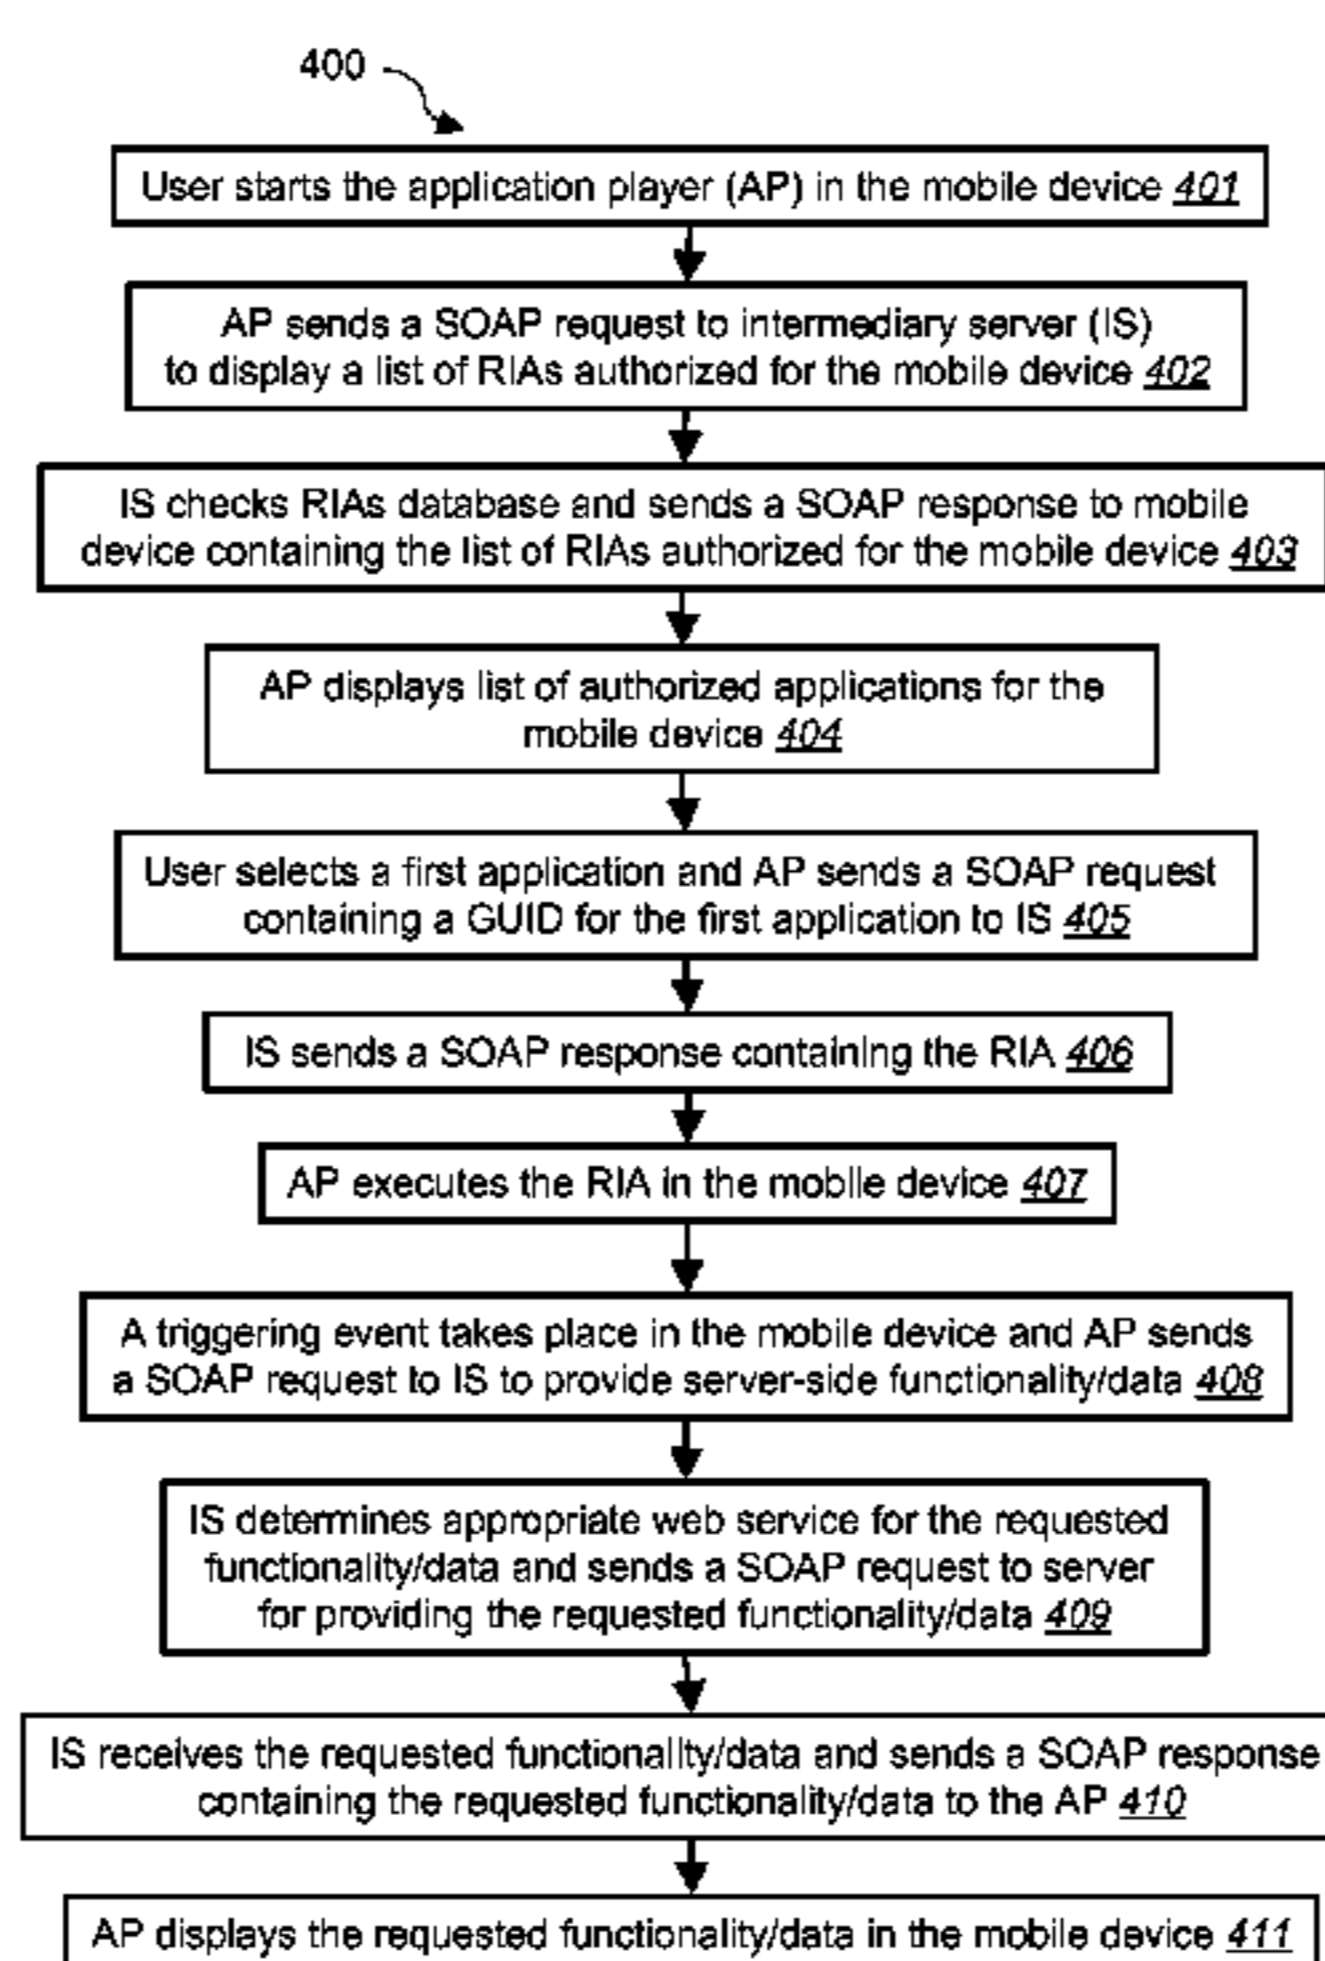 400
User starts the application player (AP) in the mobile device 401
AP sends a SOAP request to intermediary server (IS)
to display a list of RIAs authorized for the mobile device 402
IS checks RIAs database and sends a SOAP response to mobile
device containing the list of RIAs authorized for the mobile device 403
AP displays list of authorized applications for the
mobile device 404
User selects a first application and AP sends a SOAP request
containing a GUID for the first application to IS 405
IS sends a SOAP response containing the RIA 406
AP executes the RIA in the mobile device 407
A triggering event takes place in the mobile device and AP sends
a SOAP request to IS to provide server-side functionality/data 408
IS determines appropriate web service for the requested
functionality/data and sends a SOAP request to server
for providing the requested functionality/data 409
IS receives the requested functionality/data and sends a SOAP response
containing the requested functionality/data to the AP 410
AP displays the requested functionality/data in the mobile device 411